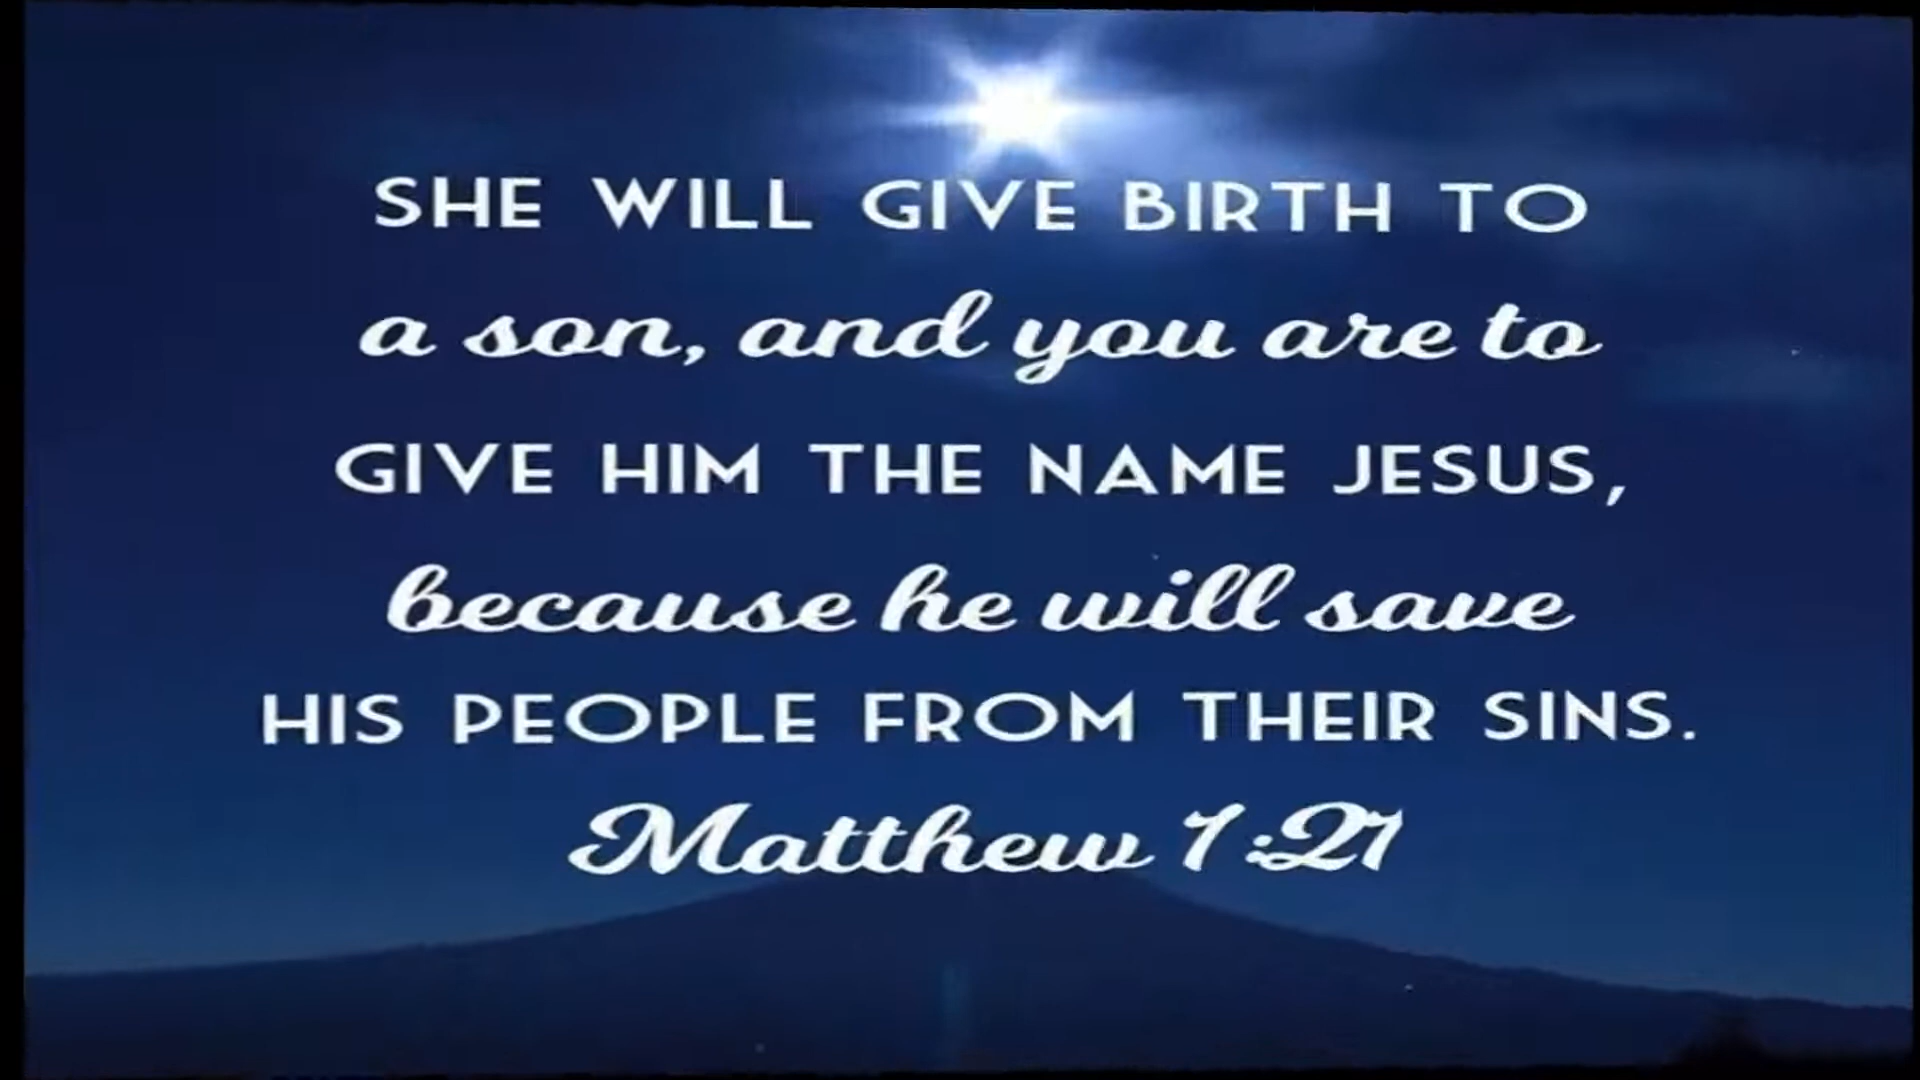 SHE WILL GIVE BIRTH TO
a son, and you are to
GIVE HIM THE NAME JESUS,
because he will save
HIS PEOPLE FROM THEIR SINS.
Matthew 1:21